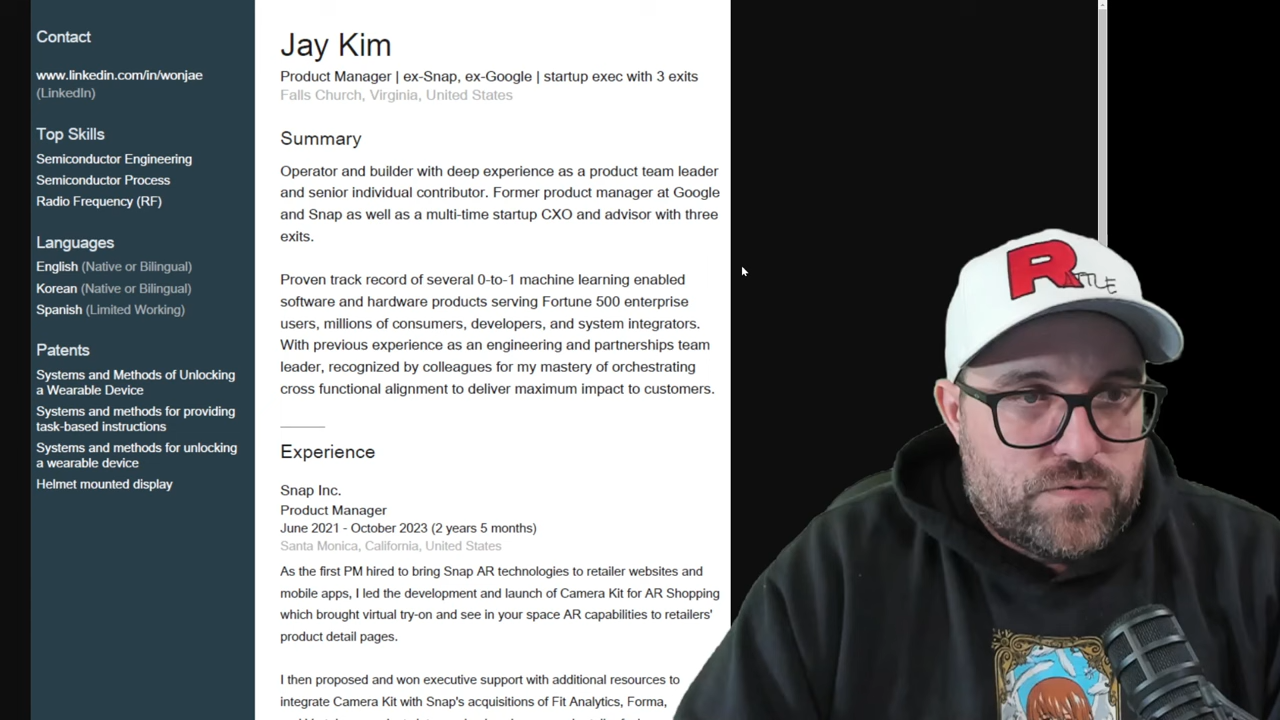 Contact
www.linkedin.com/in/wonjae
(LinkedIn)
Top Skills
Semiconductor Engineering
Semiconductor Process
Radio Frequency (RF)
Languages
English (Native or Bilingual)
Korean (Native or Bilingual)
Spanish (Limited Working)
Patents
Systems and Methods of Unlocking
a Wearable Device
Systems and methods for providing
task-based instructions
Systems and methods for unlocking
a wearable device
Helmet mounted display
Jay Kim
Product Manager | ex-Snap, ex-Google | startup exec with 3 exits
Falls Church, Virginia, United States
Summary
Operator and builder with deep experience as a product team leader
and senior individual contributor. Former product manager at Google
and Snap as well as a multi-time startup CXO and advisor with three
exits.
Proven track record of several 0-to-1 machine learning enabled
software and hardware products serving Fortune 500 enterprise
users, millions of consumers, developers, and system integrators.
With previous experience as an engineering and partnerships team
leader, recognized by colleagues for my mastery of orchestrating
cross functional alignment to deliver maximum impact to customers.
Experience
Snap Inc.
Product Manager
June 2021 - October 2023 (2 years 5 months)
Santa Monica, California, United States
As the first PM hired to bring Snap AR technologies to retailer websites and
mobile apps, I led the development and launch of Camera Kit for AR Shopping
which brought virtual try-on and see in your space AR capabilities to retailers'
product detail pages.
I then proposed and won executive support with additional resources to
integrate Camera Kit with Snap's acquisitions of Fit Analytics, Forma,
R